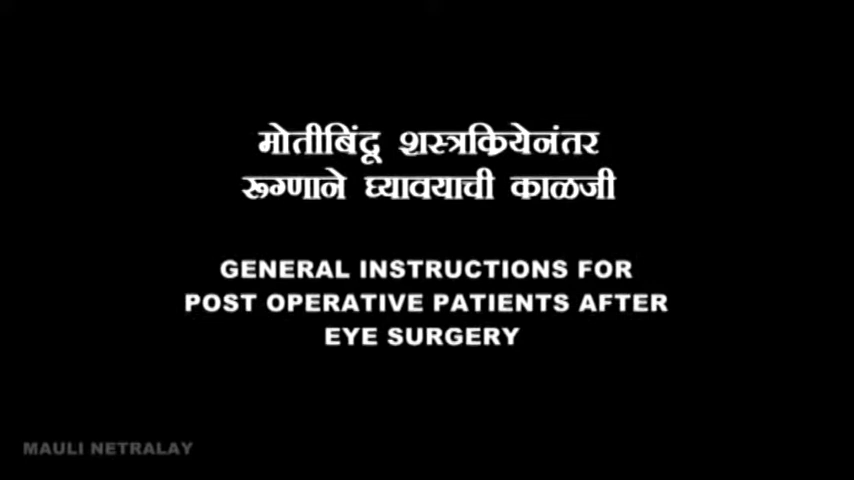 मोतीबिंदू शस्त्रक्रियेनंतर
रूग्णाने घ्यावयाची काळजी
GENERAL INSTRUCTIONS FOR
POST OPERATIVE PATIENTS AFTER
EYE SURGERY
MAULI NETRALAY